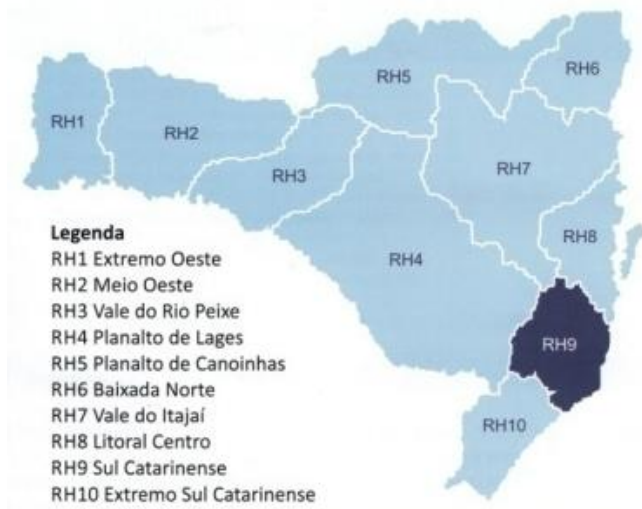 RH5
RH6
RH1
RH2
RH7
RH3
RH8
RH4
RH9
RH10
Legenda
RH1 Extremo Oeste
RH2 Meio Oeste
RH3 Vale do Rio Peixe
RH4 Planalto de Lages
RH5 Planalto de Canoinhas
RH6 Baixada Norte
RH7 Vale do Itajaí
RH8 Litoral Centro
RH9 Sul Catarinense
RH10 Extremo Sul Catarinense